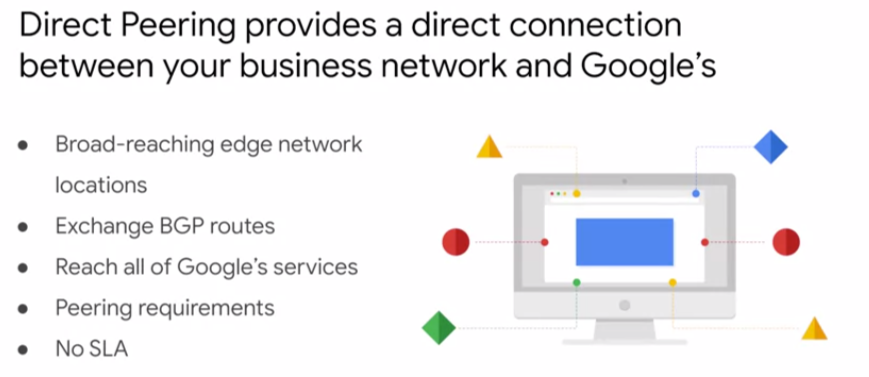 Direct Peering provides a direct connection
between your business network and Google's
● Broad-reaching edge network
locations
● Exchange BGP routes
● Reach all of Google's services
● Peering requirements
● No SLA